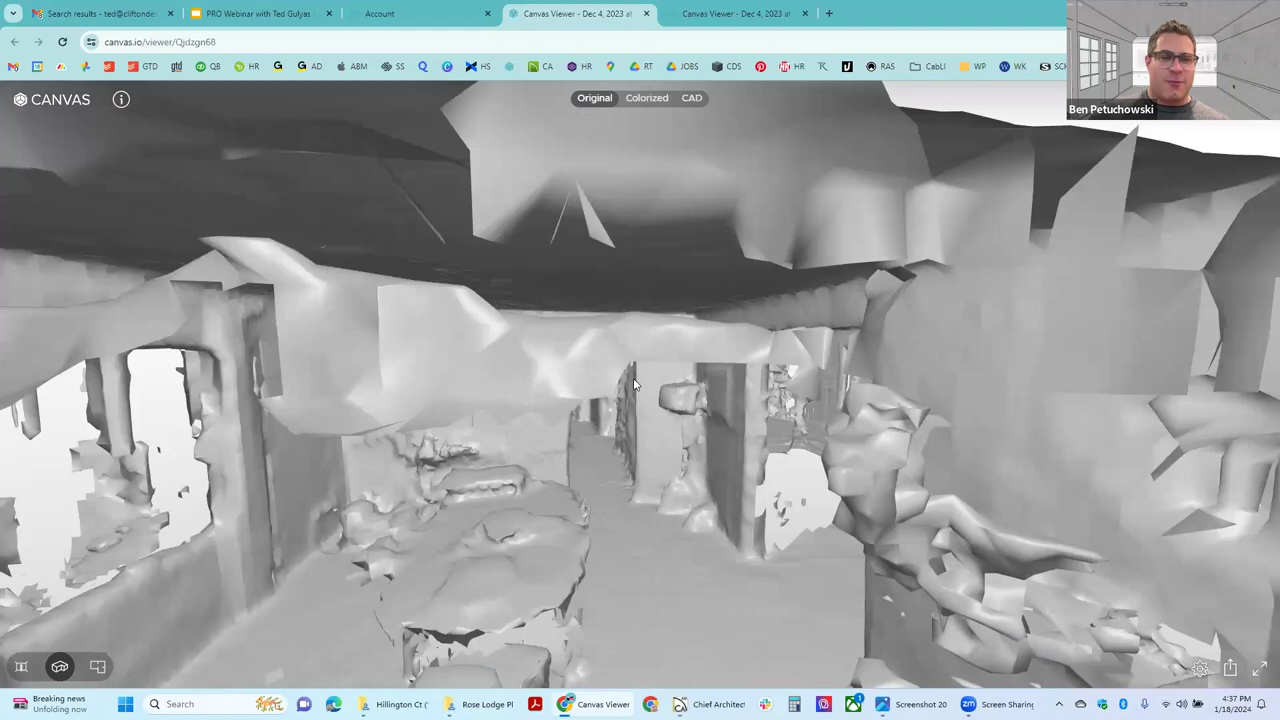 Search results - ted@cliftondes
PRO Webinar with Ted Gulyas -
Account
Canvas Viewer - Dec 4, 2023 at
Canvas Viewer - Dec 4, 2023 at
canvas.io/viewer/Qjdzgn68
GTD
gtd
QB
HR
G
AD
ABM
SS
CA
HR
RT
JOBS
CDS
HR
RAS
CabLI
WP
WK
SCH
CANVAS
Original
Colorized
CAD
Ben Petuchowski
Breaking news
Unfolding now
Search
Hillington Ct (
Rose Lodge Pl
Canvas Viewer
Chief Architec
Screenshot 20
Screen Sharing
4:37 PM
1/18/2024